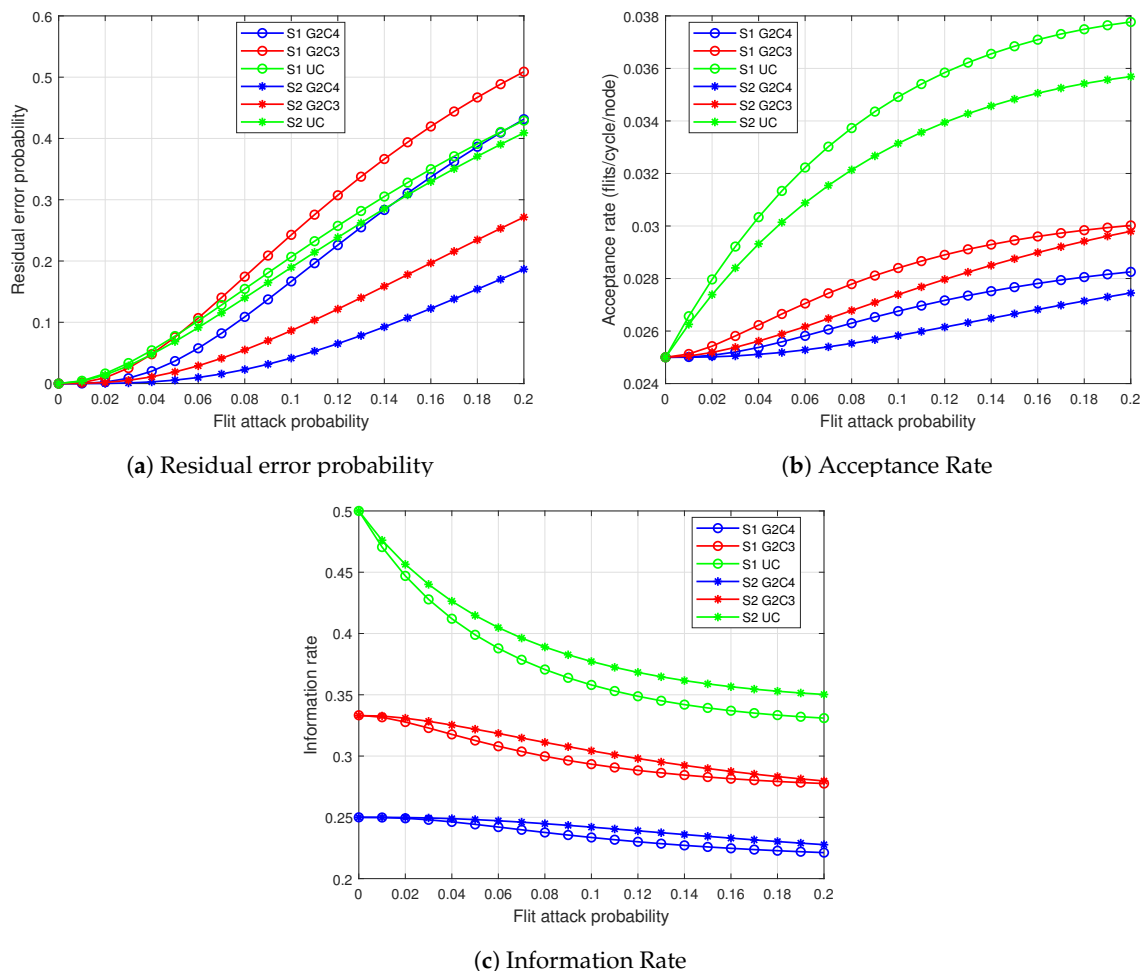 0.6
0.5
0.4
0.3
0.2
0.1
0
Residual error probability
S1 G2C4
S1 G2C3
S1 UC
S2 G2C4
S2 G2C3
S2 UC
0 0.02 0.04 0.06 0.08 0.1 0.12 0.14 0.16 0.18 0.2
Flit attack probability
(a) Residual error probability
0.038
0.036
0.034
0.032
0.03
0.028
0.026
0.024
Acceptance rate (flits/cycle/node)
S1 G2C4
S1 G2C3
S1 UC
S2 G2C4
S2 G2C3
S2 UC
0 0.02 0.04 0.06 0.08 0.1 0.12 0.14 0.16 0.18 0.2
Flit attack probability
(b) Acceptance Rate
0.5
0.45
0.4
0.35
0.3
0.25
0.2
Information rate
S1 G2C4
S1 G2C3
S1 UC
S2 G2C4
S2 G2C3
S2 UC
0 0.02 0.04 0.06 0.08 0.1 0.12 0.14 0.16 0.18 0.2
Flit attack probability
(c) Information Rate